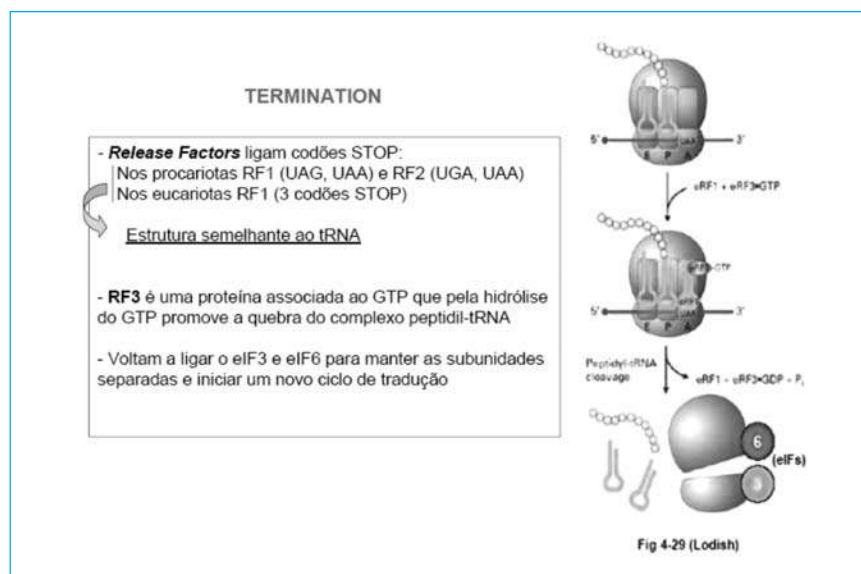 TERMINATION
- Release Factors ligam codões STOP:
Nos procariotas RF1 (UAG, UAA) e RF2 (UGA, UAA)
Nos eucariotas RF1 (3 codões STOP)
Estrutura semelhante ao tRNA
- RF3 é uma proteína associada ao GTP que pela hidrólise
do GTP promove a quebra do complexo peptidil-tRNA
- Voltam a ligar o eIF3 e eIF6 para manter as subunidades
separadas e iniciar um novo ciclo de tradução
5' UAA 3'
E P A
eRF1 + eRF3•GTP
eRF3-GTP
eRF1
5' UAA 3'
E P A
Peptidyl-tRNA
cleavage
eRF1 + eRF3•GDP + Pi
6
(eIFs)
3
Fig 4-29 (Lodish)